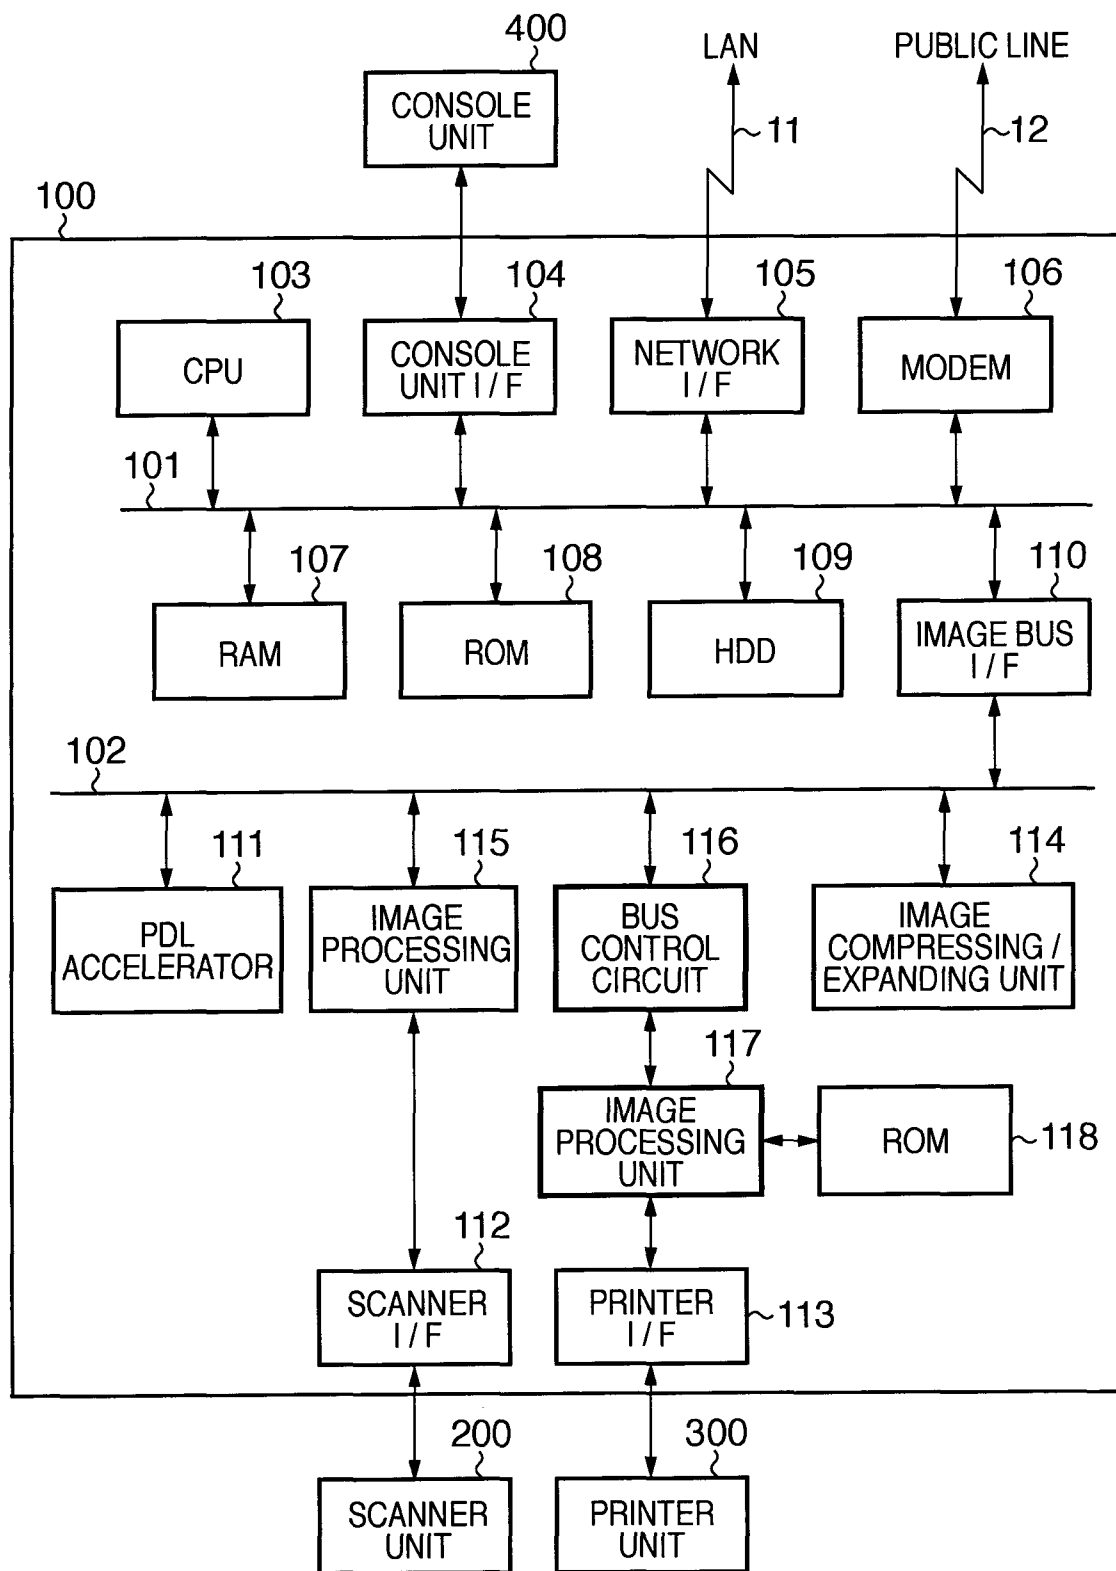 400
LAN
PUBLIC LINE
CONSOLE
UNIT
11
12
100
103
104
105
106
CPU
CONSOLE
UNIT I / F
NETWORK
I / F
MODEM
101
107
108
109
110
RAM
ROM
HDD
IMAGE BUS
I / F
102
111
115
116
114
PDL
ACCELERATOR
IMAGE
PROCESSING
UNIT
BUS
CONTROL
CIRCUIT
IMAGE
COMPRESSING /
EXPANDING UNIT
117
IMAGE
PROCESSING
UNIT
ROM
118
112
SCANNER
I / F
PRINTER
I / F
113
200
300
SCANNER
UNIT
PRINTER
UNIT